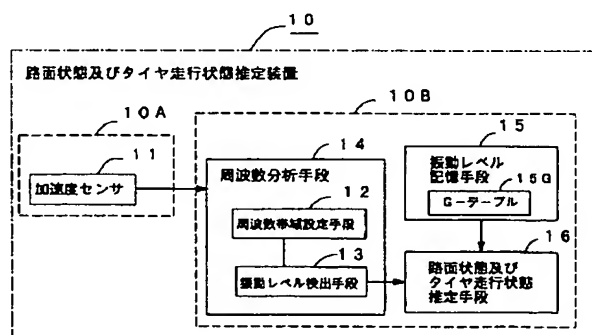 10
路面状態及びタイヤ走行状態推定装置
10A
10B
11
加速度センサ
14
周波数分析手段
12
周波数帯域設定手段
13
振動レベル検出手段
15
振動レベル
記憶手段
15G
G-テーブル
16
路面状態及び
タイヤ走行状態
推定手段